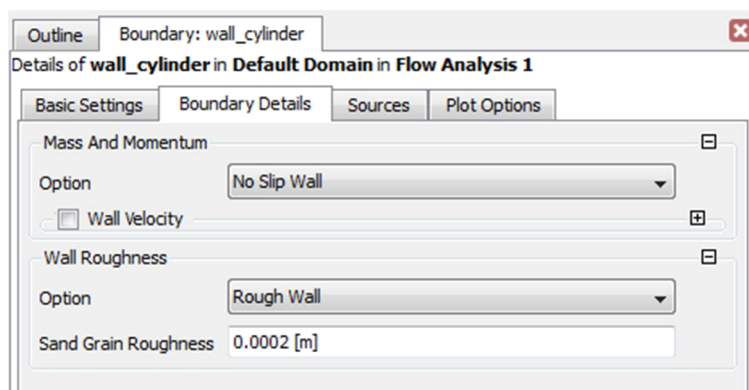 Outline Boundary: wall_cylinder
Details of wall_cylinder in Default Domain in Flow Analysis 1
Basic Settings Boundary Details Sources Plot Options
Mass And Momentum
Option No Slip Wall
Wall Velocity
Wall Roughness
Option Rough Wall
Sand Grain Roughness 0.0002 [m]